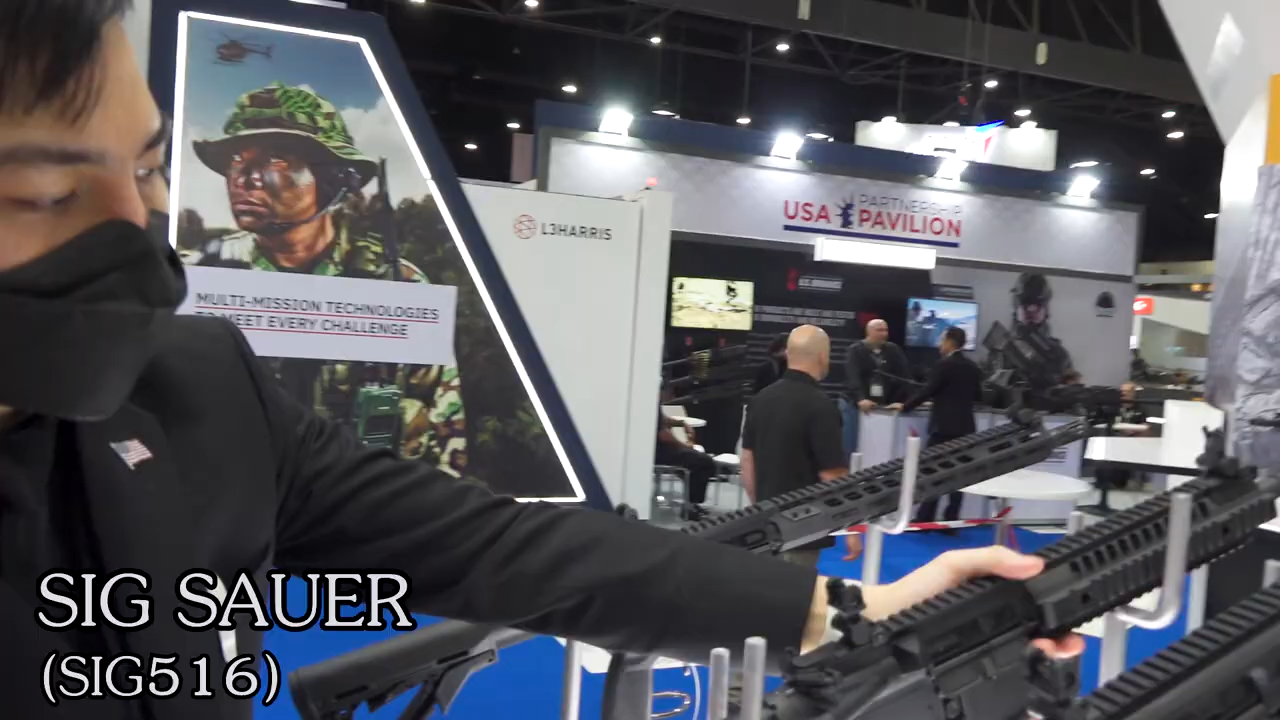 L3HARRIS
PARTNERSHIP
USA PAVILION
MULTI-MISSION TECHNOLOGIES
TO MEET EVERY CHALLENGE
SIG SAUER
(SIG516)